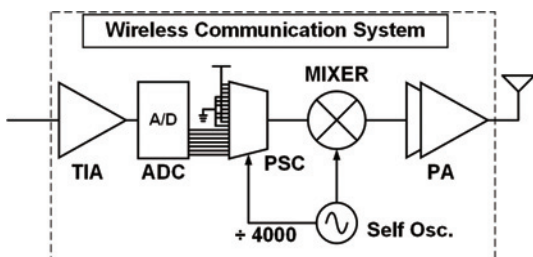 Wireless Communication System
MIXER
A/D
TIA
ADC
PSC
PA
÷ 4000
Self Osc.